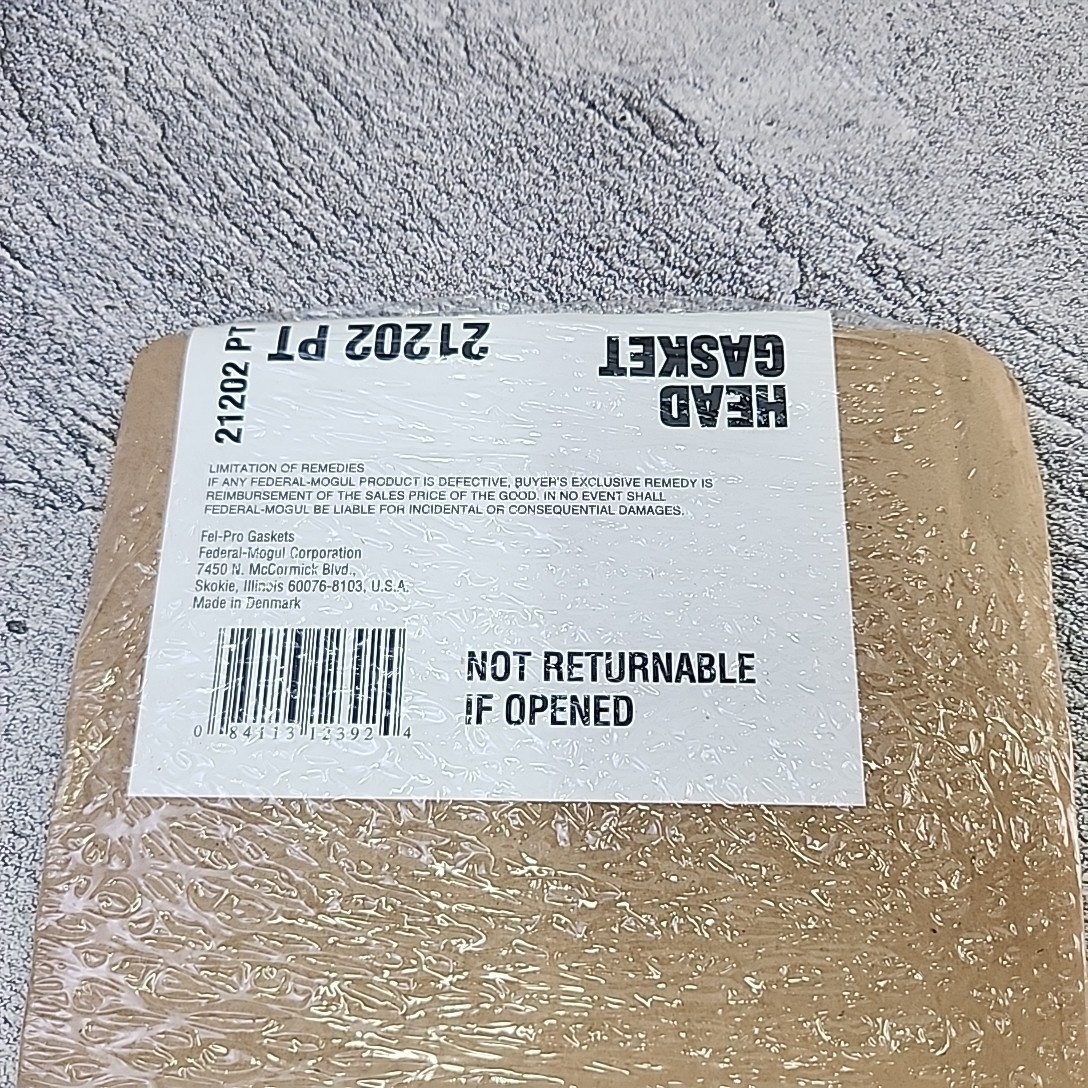 21202 PT
21202 PT
HEAD
GASKET
LIMITATION OF REMEDIES
IF ANY FEDERAL-MOGUL PRODUCT IS DEFECTIVE, BUYER'S EXCLUSIVE REMEDY IS
REIMBURSEMENT OF THE SALES PRICE OF THE GOOD. IN NO EVENT SHALL
FEDERAL-MOGUL BE LIABLE FOR INCIDENTAL OR CONSEQUENTIAL DAMAGES.
Fel-Pro Gaskets
Federal-Mogul Corporation
7450 N. McCormick Blvd.,
Skokie, Illinois 60076-8103, U.S.A.
Made in Denmark
0 84113 12392 4
NOT RETURNABLE
IF OPENED